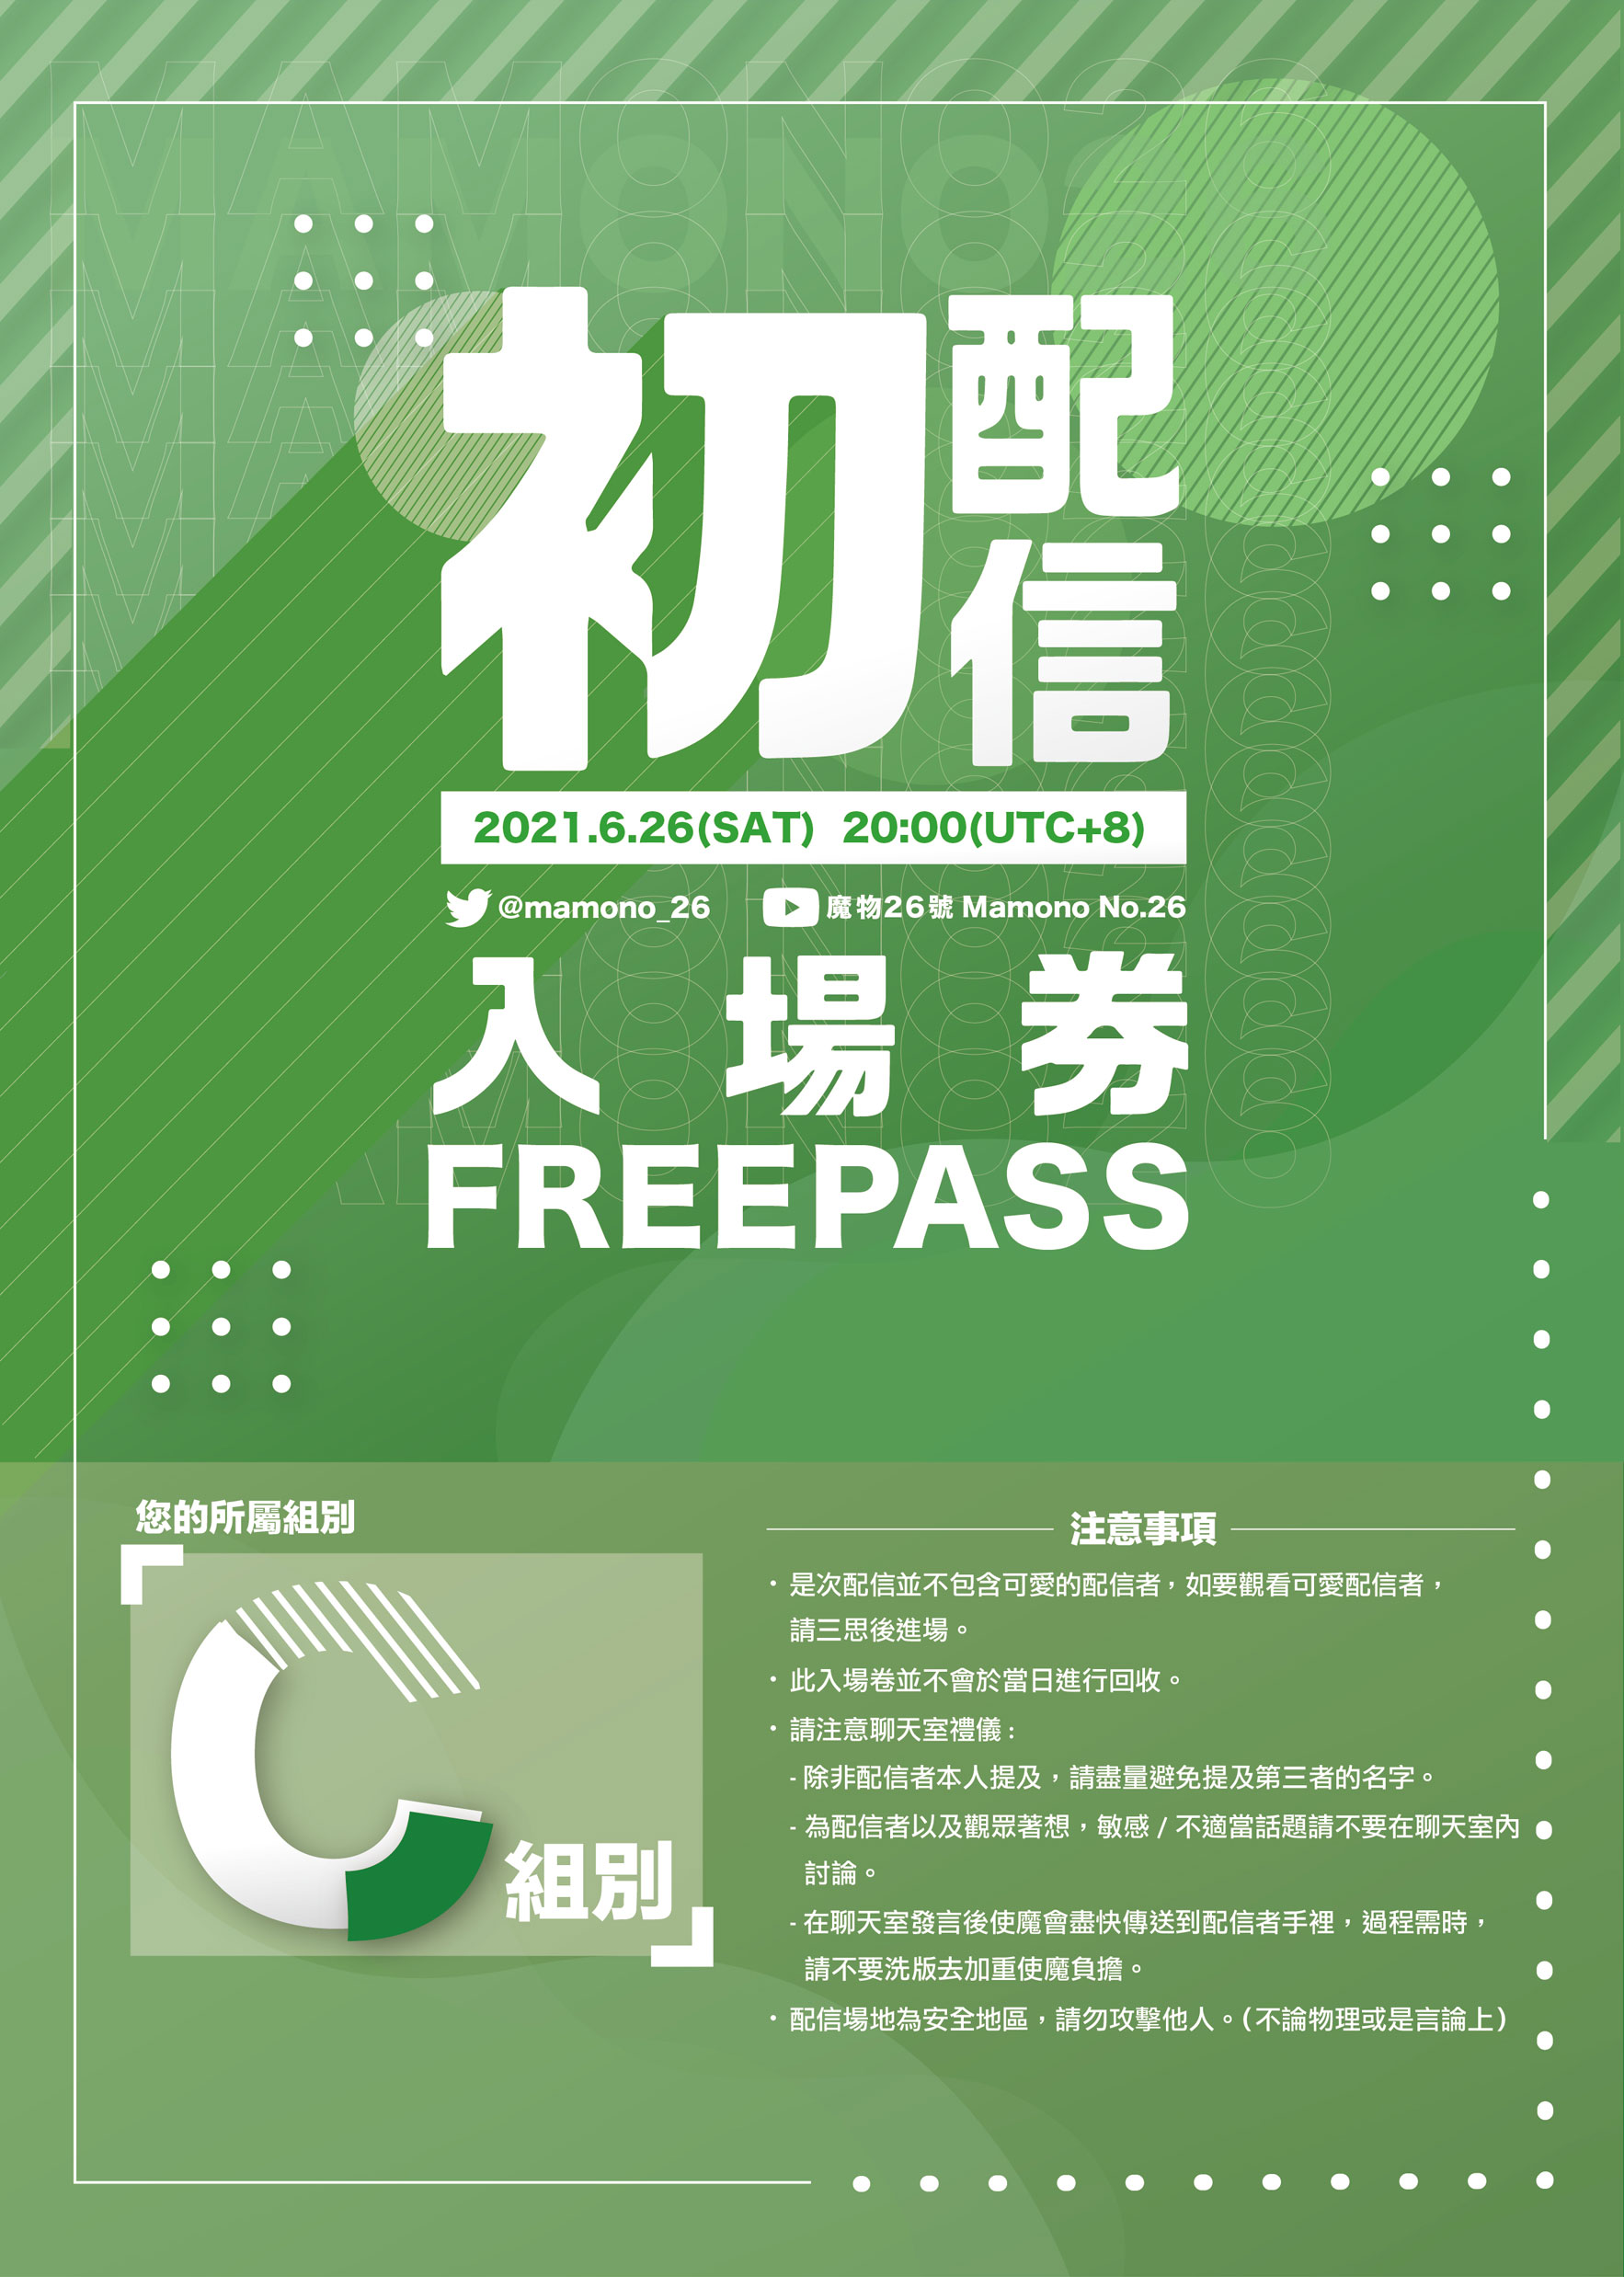 MAMONO26
初配信
2021.6.26(SAT) 20:00(UTC+8)
@mamono_26
魔物26號 Mamono No.26
入場券
FREEPASS
您的所屬組別
C組別
注意事項
・是次配信並不包含可愛的配信者，如要觀看可愛配信者，
請三思後進場。
・此入場卷並不會於當日進行回收。
・請注意聊天室禮儀：
- 除非配信者本人提及，請盡量避免提及第三者的名字。
- 為配信者以及觀眾著想，敏感 / 不適當話題請不要在聊天室內
討論。
- 在聊天室發言後使魔會盡快傳送到配信者手裡，過程需時，
請不要洗版去加重使魔負擔。
・配信場地為安全地區，請勿攻擊他人。(不論物理或是言論上)